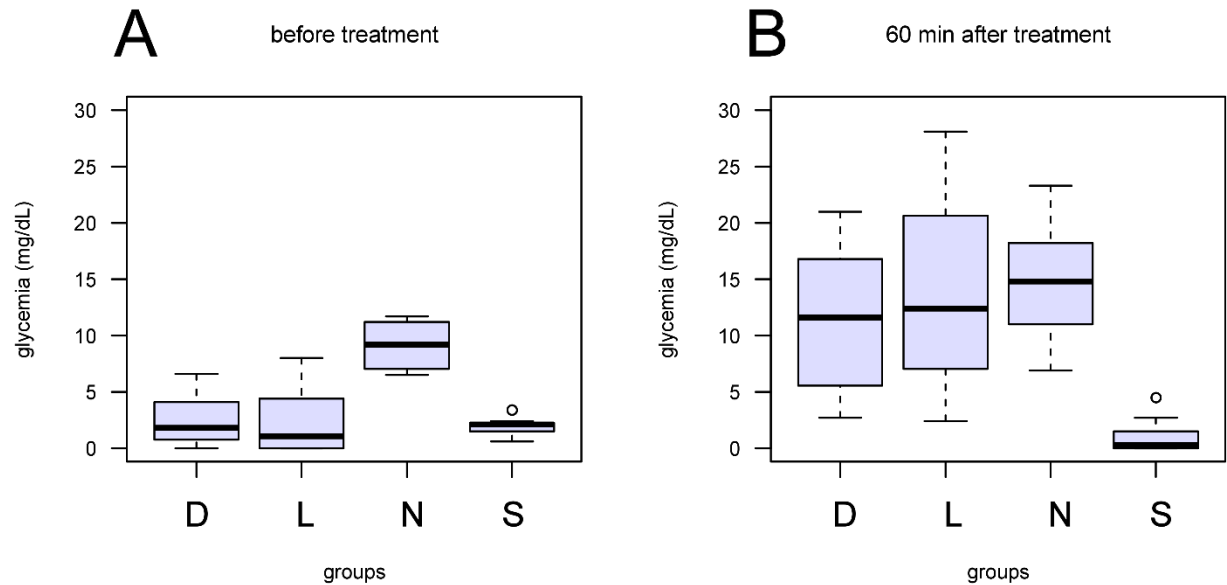 A
before treatment
30
25
20
15
10
5
0
glycemia (mg/dL)
D L N S
groups
B
60 min after treatment
30
25
20
15
10
5
0
glycemia (mg/dL)
D L N S
groups